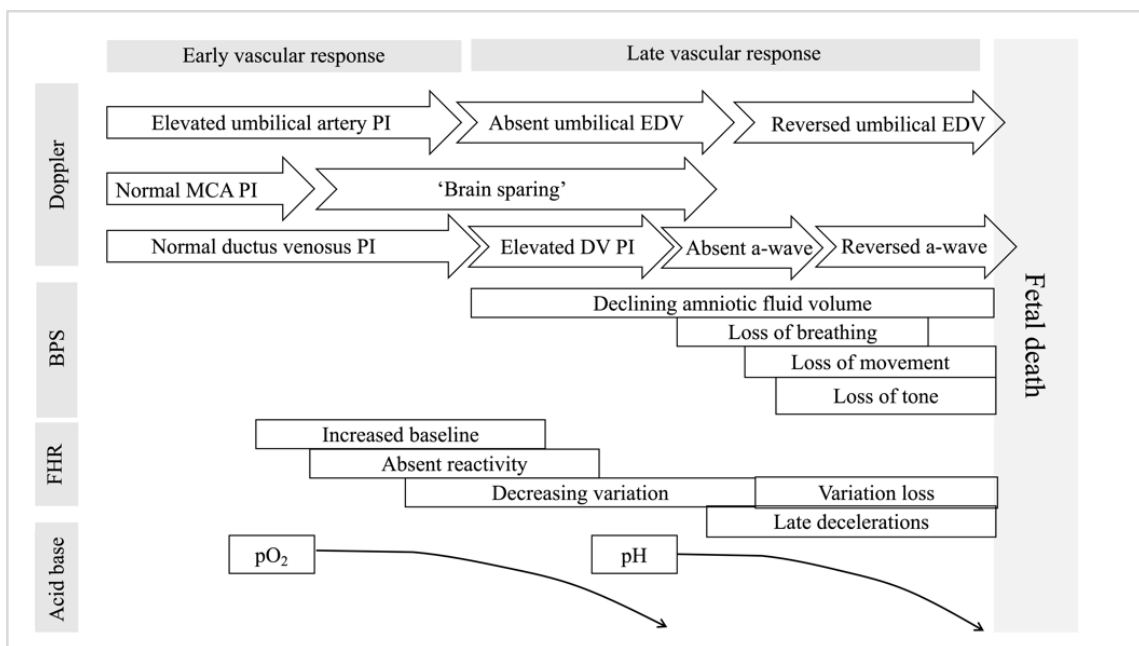 Early vascular response
Late vascular response
Doppler
Elevated umbilical artery PI
Absent umbilical EDV
Reversed umbilical EDV
Normal MCA PI
‘Brain sparing’
Normal ductus venosus PI
Elevated DV PI
Absent a-wave
Reversed a-wave
BPS
Declining amniotic fluid volume
Loss of breathing
Loss of movement
Loss of tone
FHR
Increased baseline
Absent reactivity
Decreasing variation
Variation loss
Late decelerations
Acid base
pO₂
pH
Fetal death